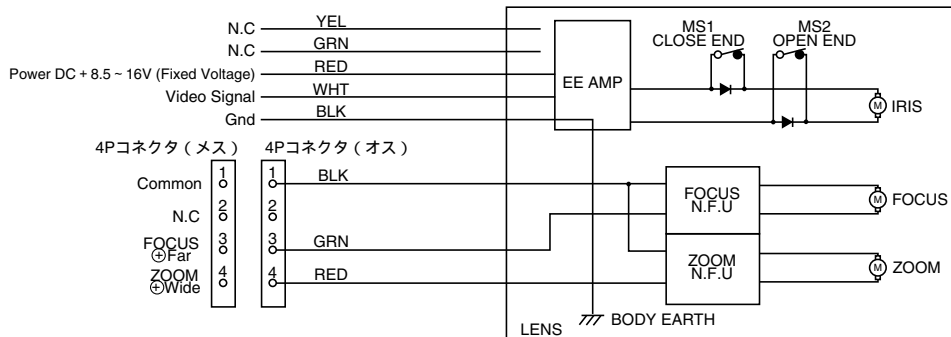 N.C YEL
N.C GRN
Power DC + 8.5 ~ 16V (Fixed Voltage) RED
Video Signal WHT
Gnd BLK
EE AMP
MS1
CLOSE END
MS2
OPEN END
M IRIS
4Pコネクタ（メス） 4Pコネクタ（オス）
Common 1 1 BLK
N.C 2 2
FOCUS
⊕Far 3 3 GRN
ZOOM
⊕Wide 4 4 RED
FOCUS
N.F.U
M FOCUS
ZOOM
N.F.U
M ZOOM
LENS
BODY EARTH